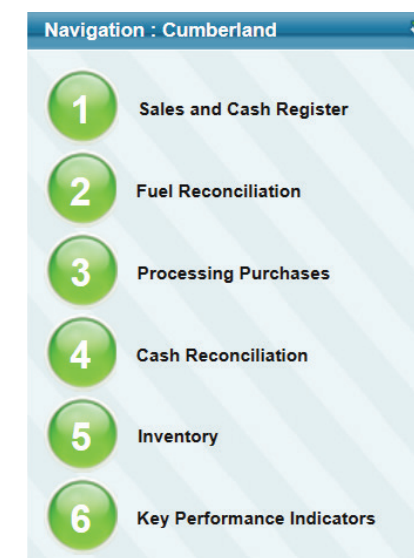 Navigation : Cumberland
1 Sales and Cash Register
2 Fuel Reconciliation
3 Processing Purchases
4 Cash Reconciliation
5 Inventory
6 Key Performance Indicators